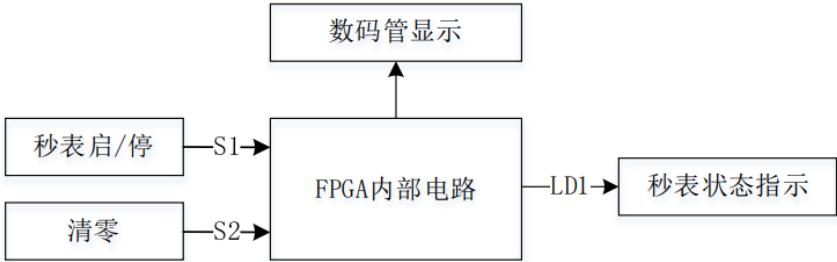 数码管显示
秒表启/停
S1
FPGA内部电路
LD1
秒表状态指示
清零
S2